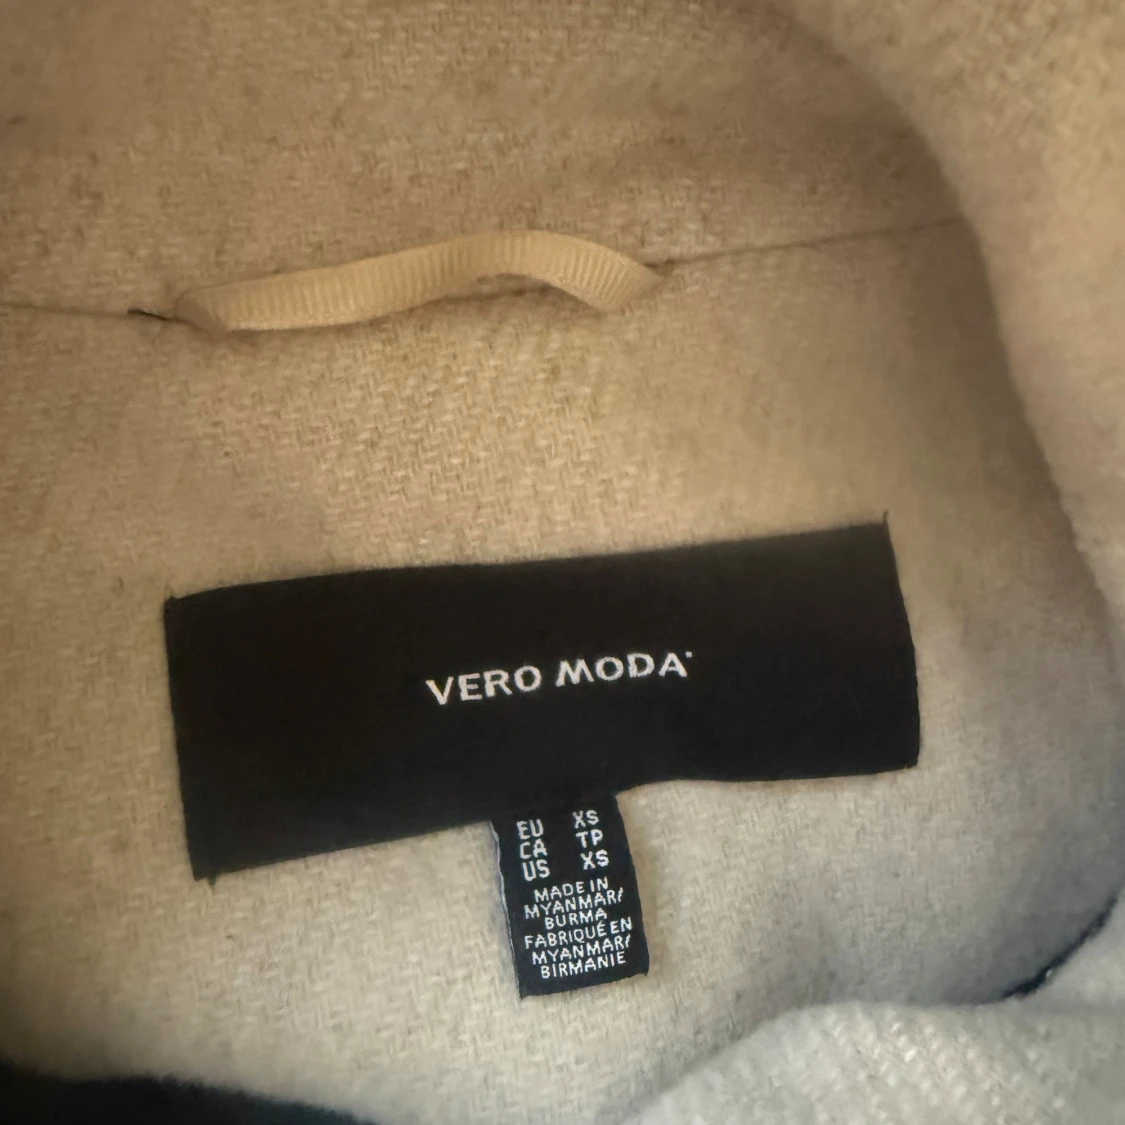 VERO MODA
EU XS
CA TP
US XS
MADE IN
MYANMAR/
BURMA
FABRIQUÉ EN
MYANMAR/
BIRMANIE